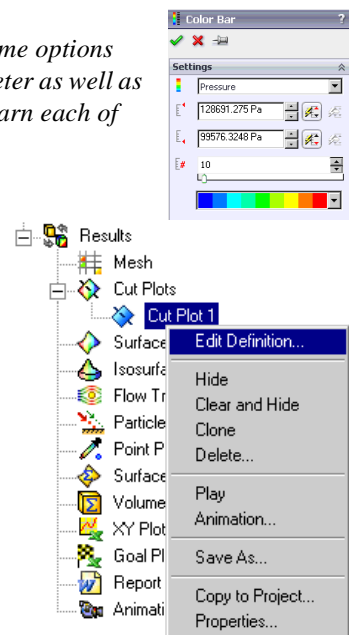 Color Bar ?
me options
eter as well as
arn each of
Settings
Pressure
128691.275 Pa
99576.3248 Pa
10
Results
Mesh
Cut Plots
Cut Plot 1
Surface
Isosurfa
Flow Tr
Particle
Point P
Surface
Volume
XY Plot
Goal Pl
Report
Animati
Edit Definition...
Hide
Clear and Hide
Clone
Delete...
Play
Animation...
Save As...
Copy to Project...
Properties...